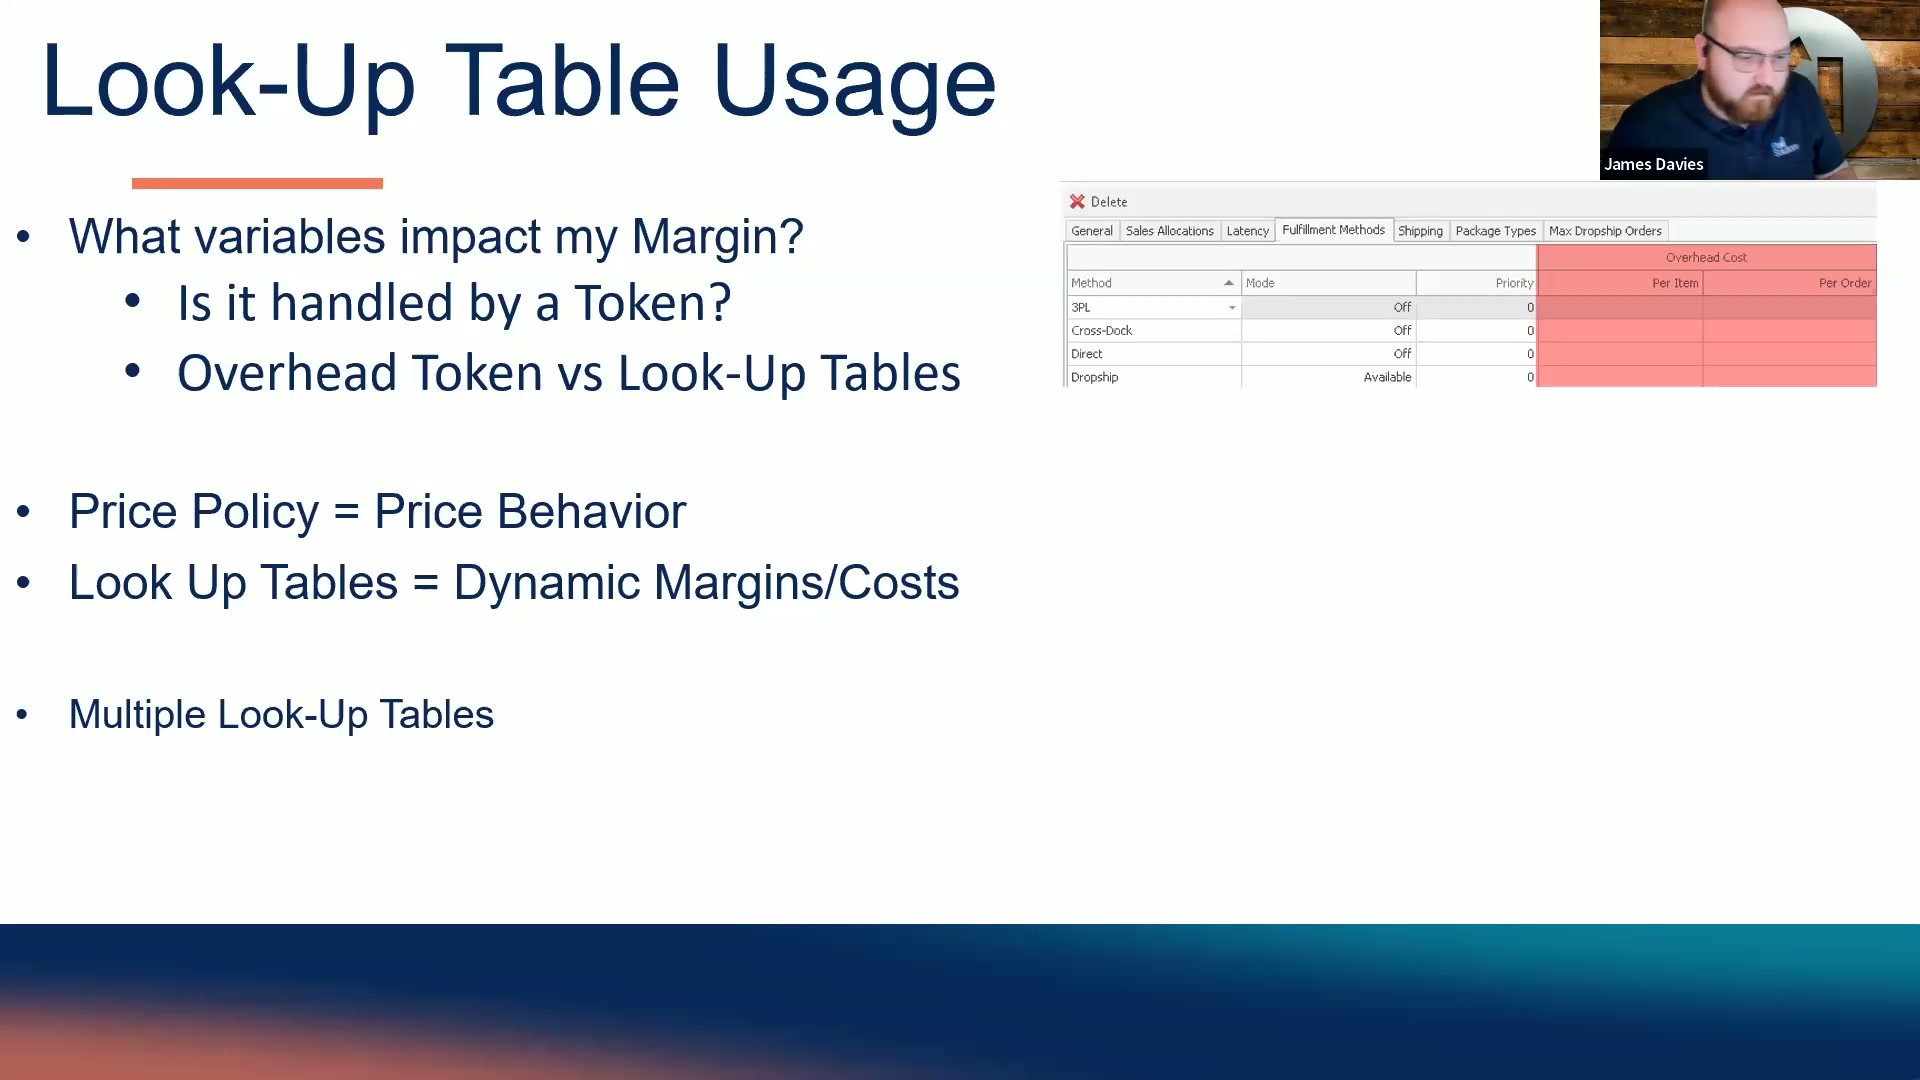 Look-Up Table Usage
James Davies
• What variables impact my Margin?
• Is it handled by a Token?
• Overhead Token vs Look-Up Tables
• Price Policy = Price Behavior
• Look Up Tables = Dynamic Margins/Costs
• Multiple Look-Up Tables
Delete
General Sales Allocations Latency Fulfillment Methods Shipping Package Types Max Dropship Orders
Overhead Cost
Method Mode Priority Per Item Per Order
3PL Off 0
Cross-Dock Off 0
Direct Off 0
Dropship Available 0